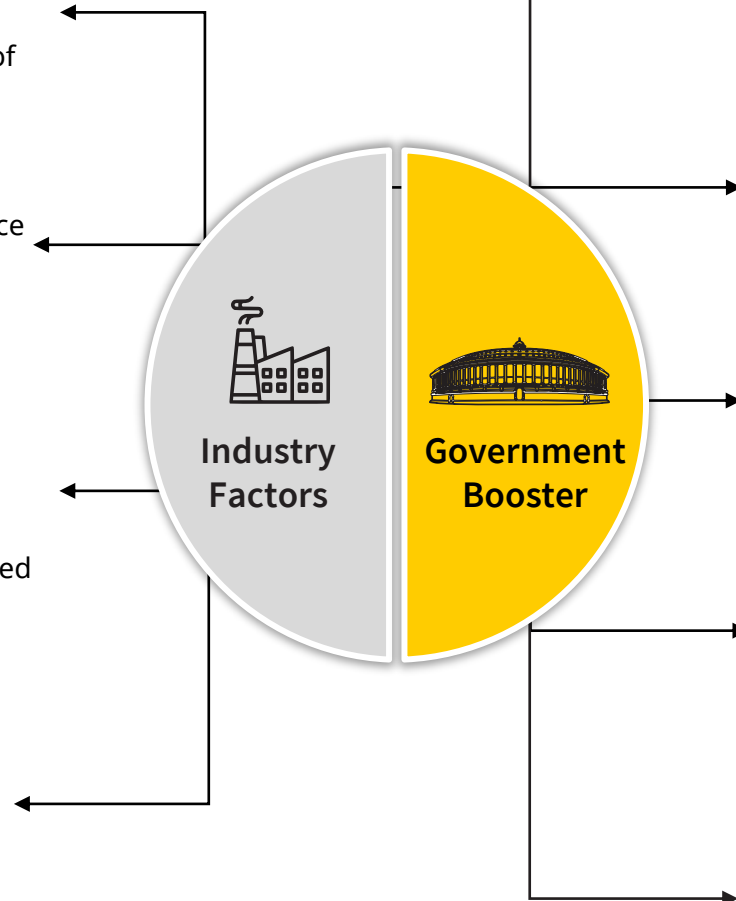 of
ce
ed
Industry
Factors
Government
Booster